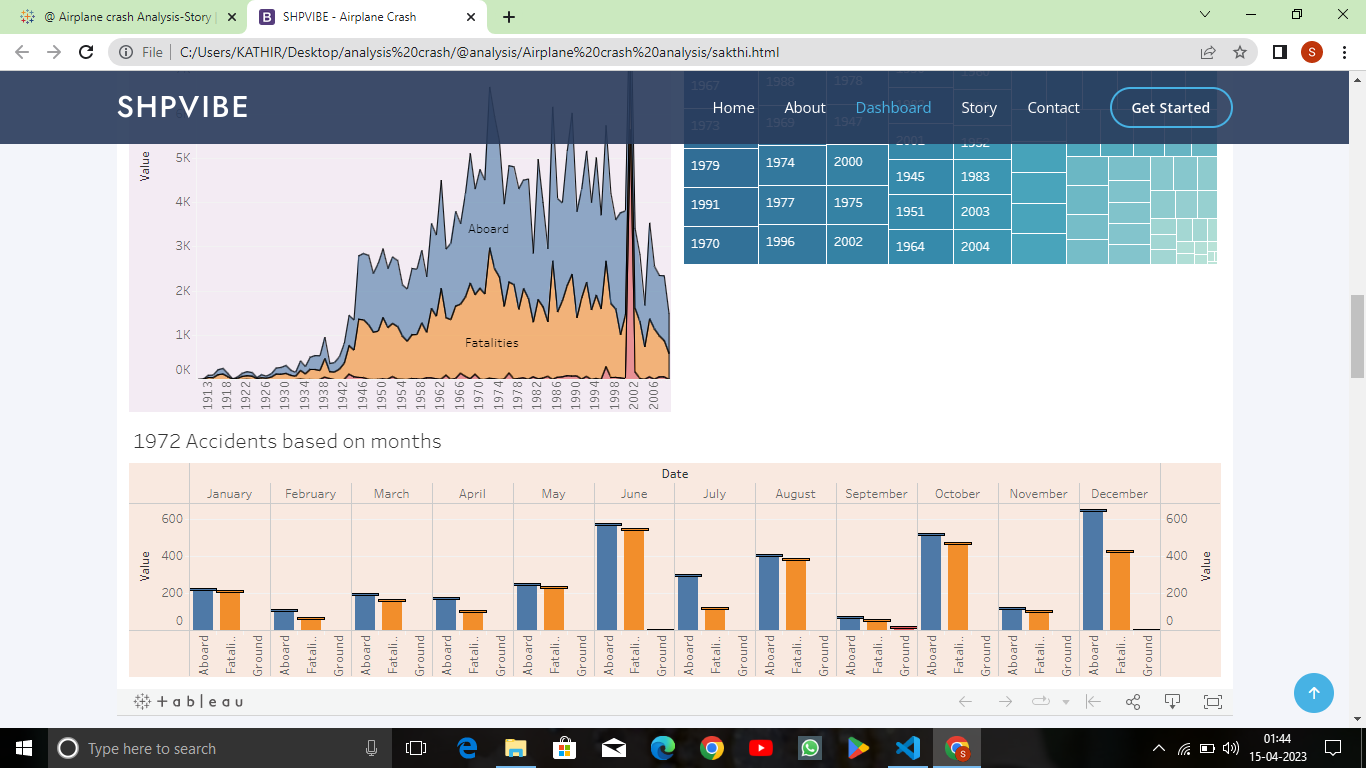 @ Airplane crash Analysis-Story
SHPVIBE - Airplane Crash
File
C:/Users/KATHIR/Desktop/analysis%20crash/@analysis/Airplane%20crash%20analysis/sakthi.html
S
SHPVIBE
Home About Dashboard Story Contact Get Started
1967 1988 1978
1973 1969 1947 2001 1952
1979 1974 2000 1945 1983
1991 1977 1975 1951 2003
1970 1996 2002 1964 2004
Value
5K
4K
3K
2K
1K
0K
Aboard
Fatalities
1913 1918 1922 1926 1930 1934 1938 1942 1946 1950 1954 1958 1962 1966 1970 1974 1978 1982 1986 1990 1994 1998 2002 2006
1972 Accidents based on months
Date
January February March April May June July August September October November December
Value
600
400
200
0
600
400
200
0
Value
Aboard Fatali.. Ground Aboard Fatali.. Ground Aboard Fatali.. Ground Aboard Fatali.. Ground Aboard Fatali.. Ground Aboard Fatali.. Ground Aboard Fatali.. Ground Aboard Fatali.. Ground Aboard Fatali.. Ground Aboard Fatali.. Ground Aboard Fatali.. Ground Aboard Fatali.. Ground
+ a b l e a u
Type here to search
S
01:44
15-04-2023